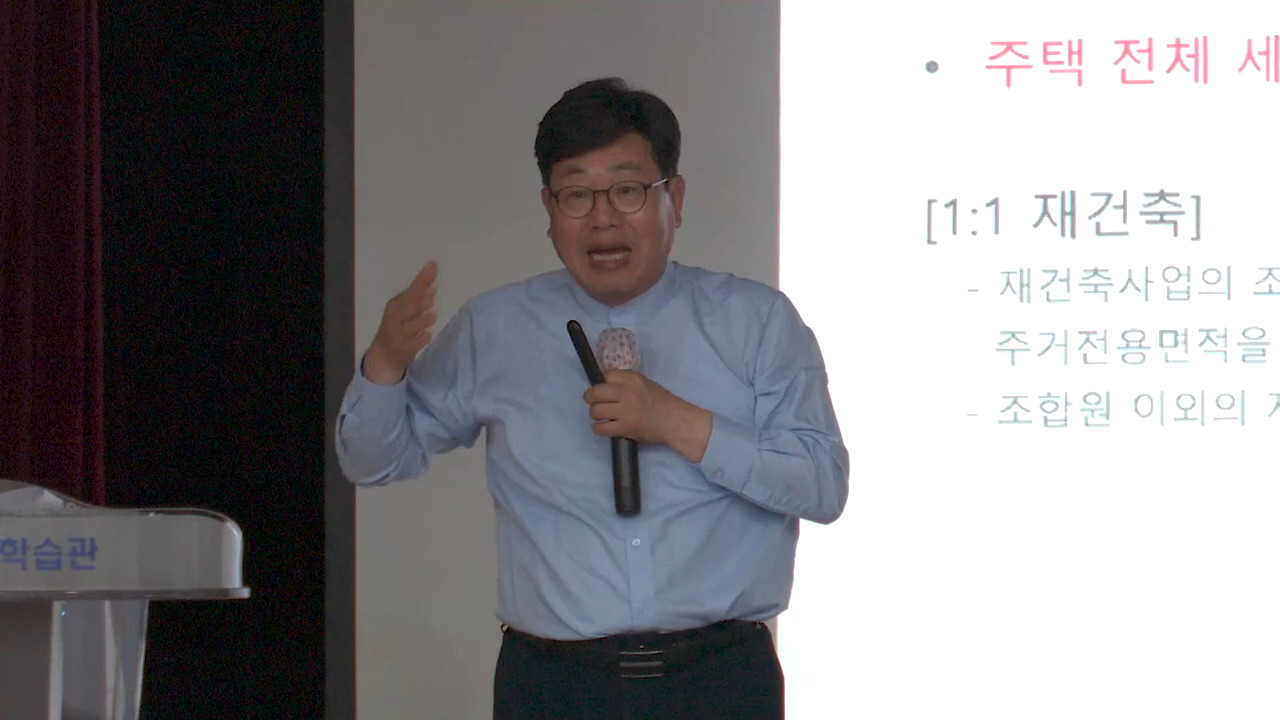 • 주택 전체 세
[1:1 재건축]
- 재건축사업의 조
주거전용면적을
- 조합원 이외의
학습관